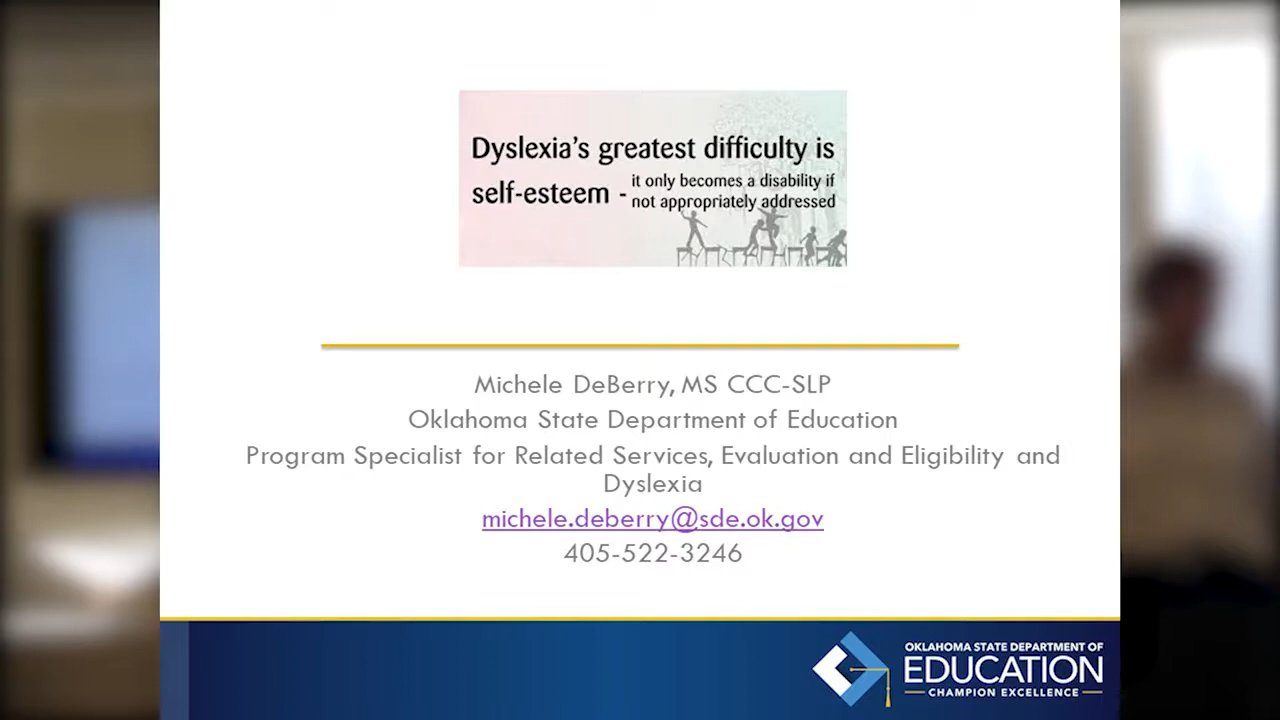 Dyslexia's greatest difficulty is
self-esteem - it only becomes a disability if
not appropriately addressed
Michele DeBerry, MS CCC-SLP
Oklahoma State Department of Education
Program Specialist for Related Services, Evaluation and Eligibility and
Dyslexia
michele.deberry@sde.ok.gov
405-522-3246
OKLAHOMA STATE DEPARTMENT OF
EDUCATION
CHAMPION EXCELLENCE